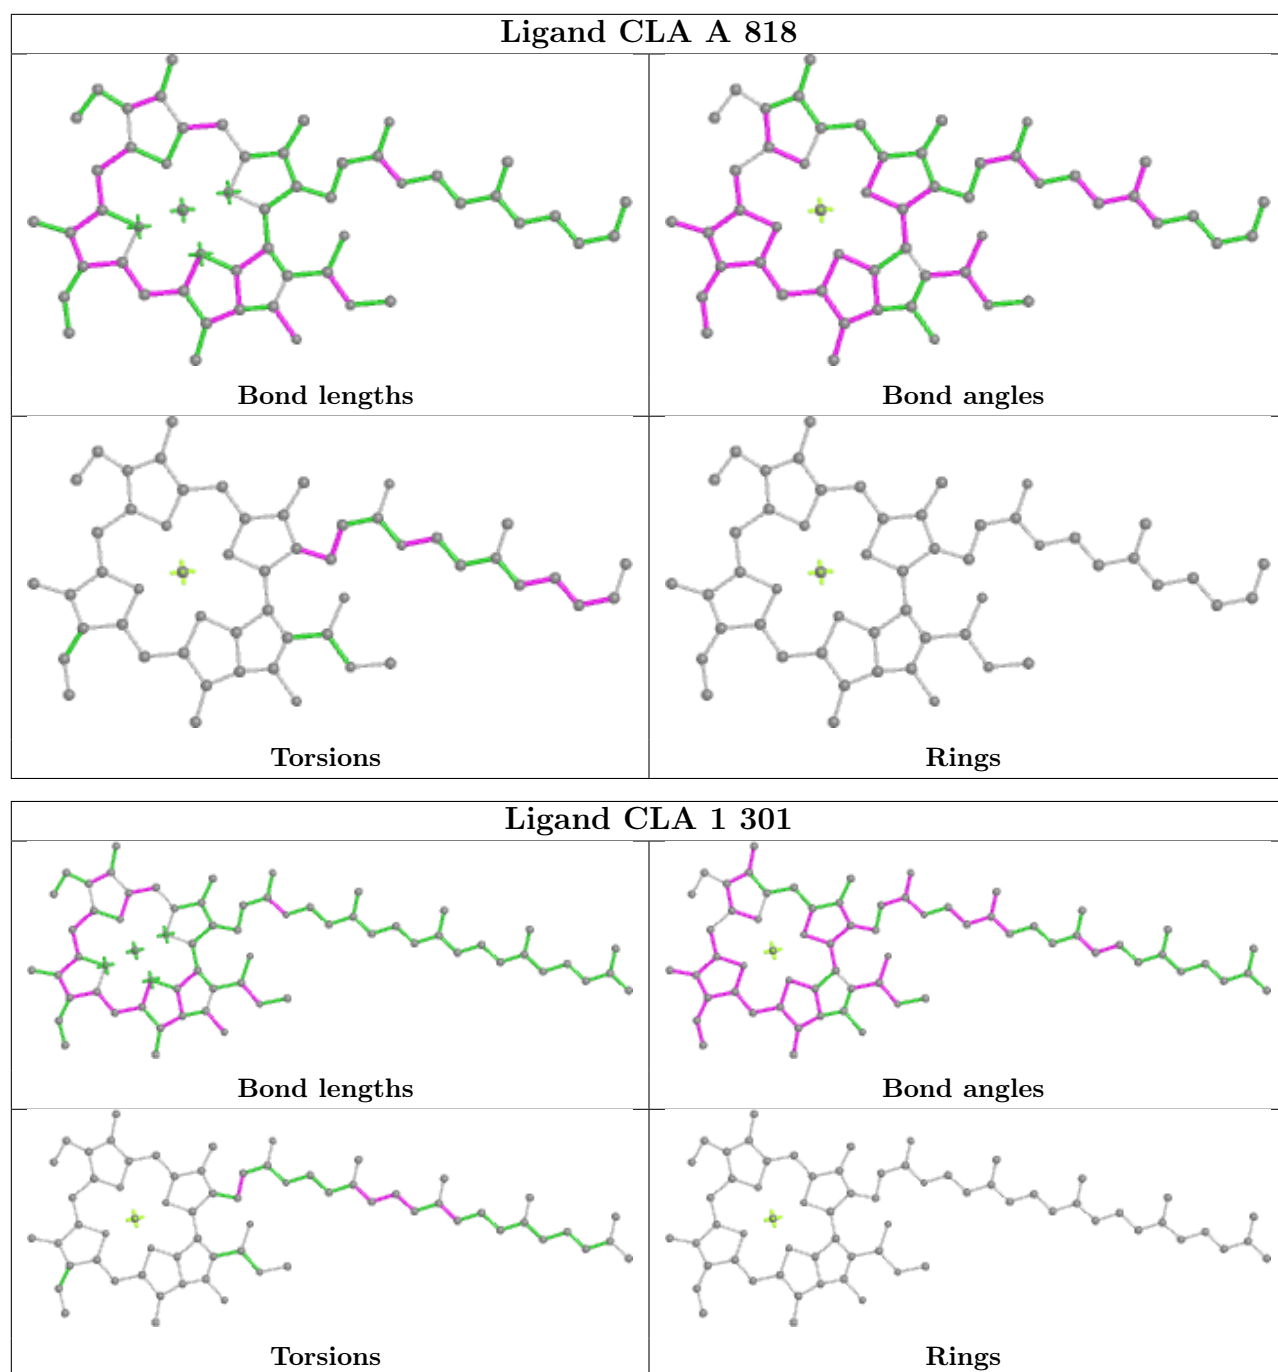 Ligand CLA A 818
Bond lengths
Bond angles
Torsions
Rings
Ligand CLA 1 301
Bond lengths
Bond angles
Torsions
Rings